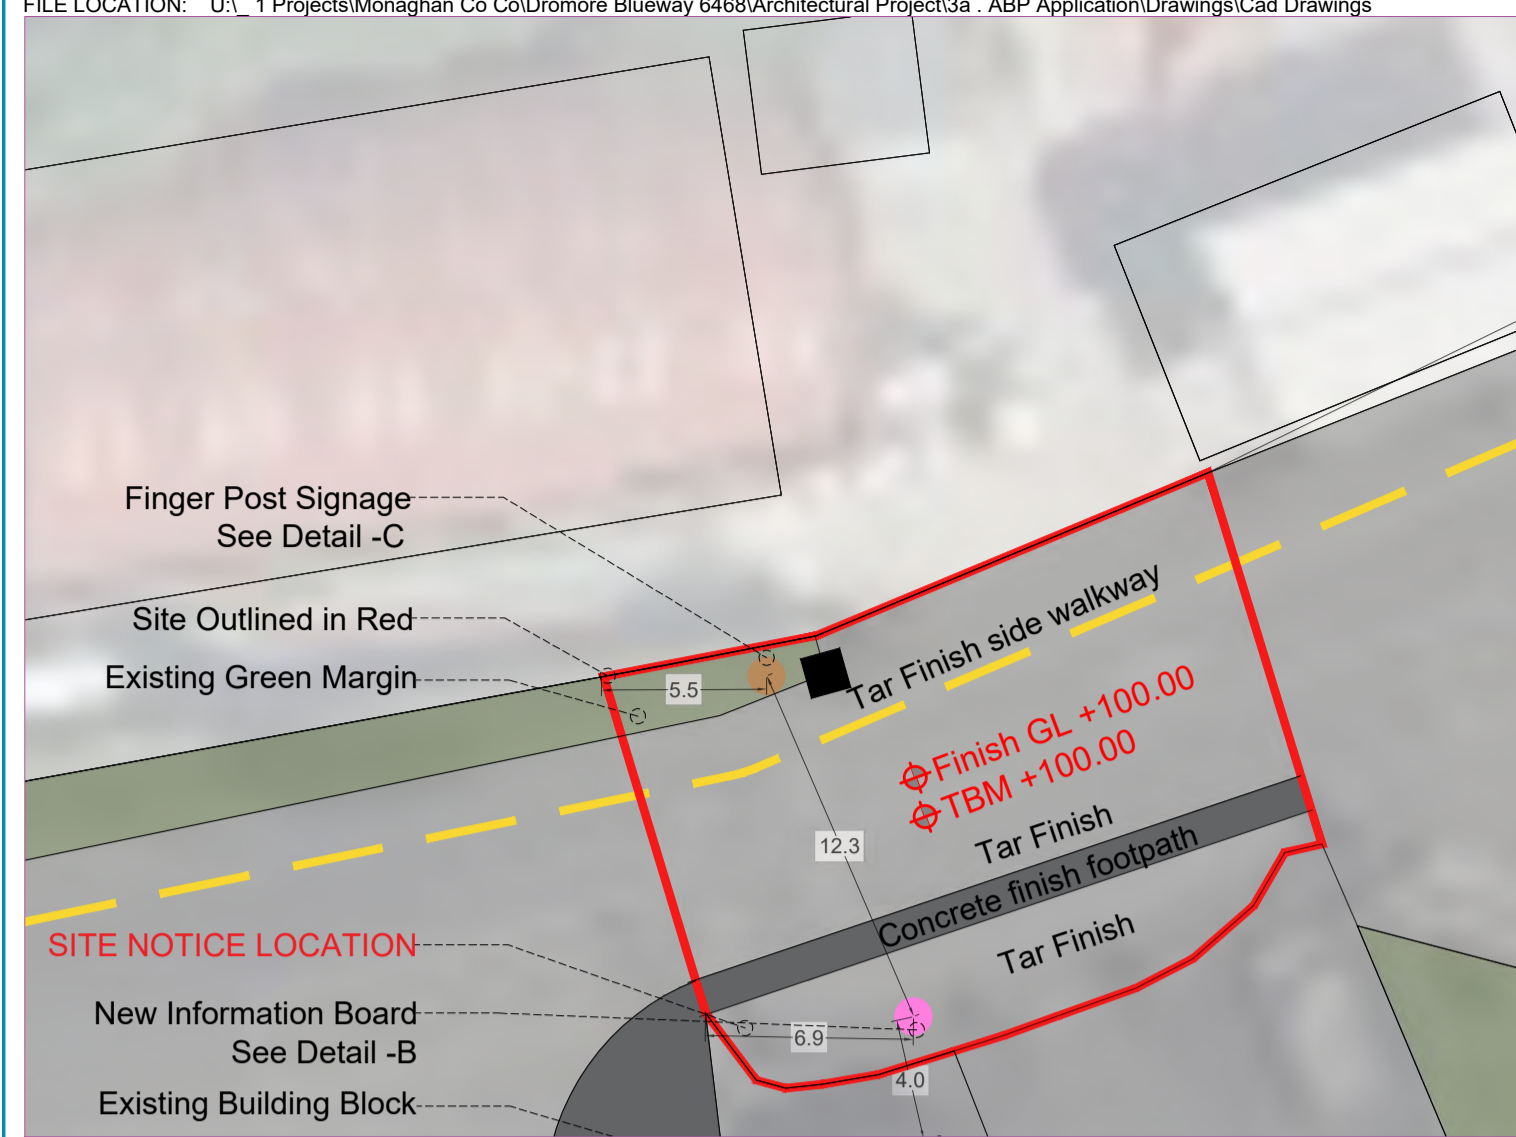 FILE LOCATION: U:\_ 1 Projects\Monaghan Co Co\Dromore Blueway 6468\Architectural Project\3a . ABP Application\Drawings\Cad Drawings
Finger Post Signage
See Detail -C
Site Outlined in Red
Existing Green Margin
5.5
Tar Finish side walkway
Finish GL +100.00
TBM +100.00
12.3
Tar Finish
Concrete finish footpath
Tar Finish
SITE NOTICE LOCATION
New Information Board
See Detail -B
6.9
4.0
Existing Building Block